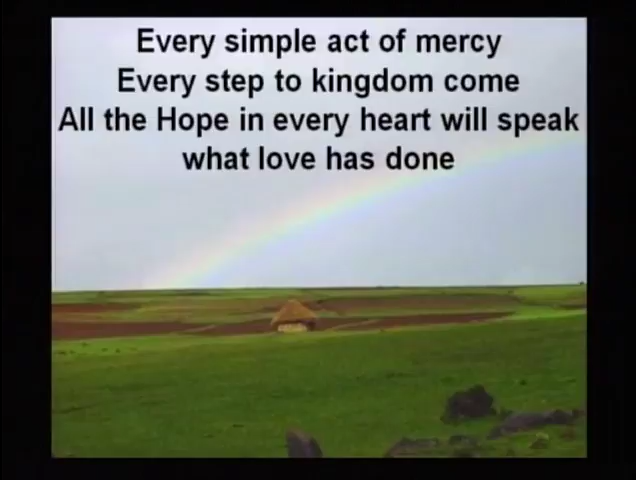 Every simple act of mercy
Every step to kingdom come
All the Hope in every heart will speak
what love has done